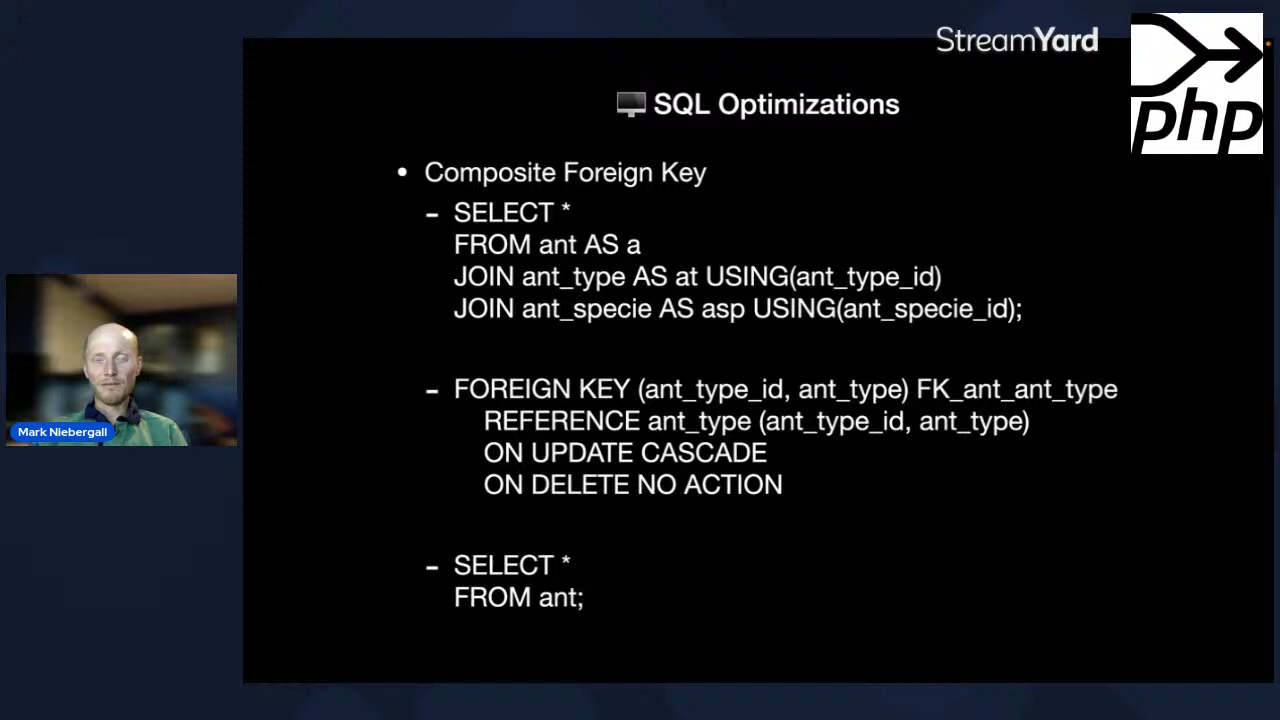 StreamYard
php
SQL Optimizations
• Composite Foreign Key
- SELECT *
FROM ant AS a
JOIN ant_type AS at USING(ant_type_id)
JOIN ant_specie AS asp USING(ant_specie_id);
- FOREIGN KEY (ant_type_id, ant_type) FK_ant_ant_type
REFERENCE ant_type (ant_type_id, ant_type)
ON UPDATE CASCADE
ON DELETE NO ACTION
- SELECT *
FROM ant;
Mark Niebergall